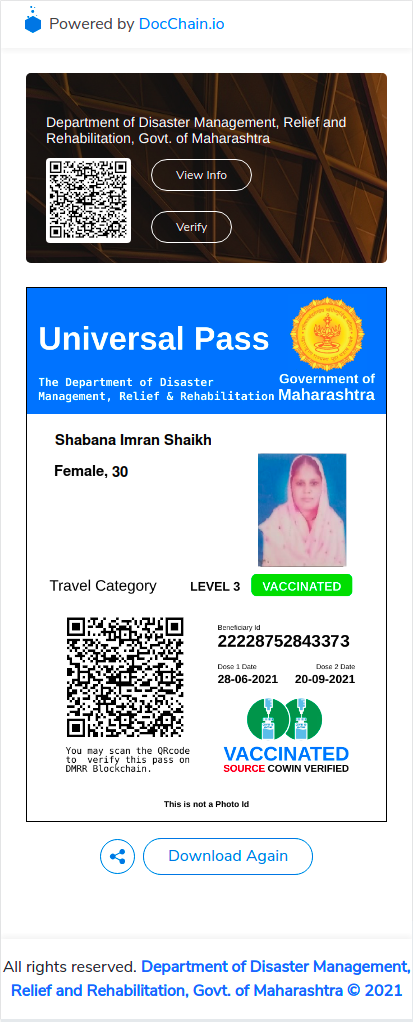 Powered by DocChain.io
Department of Disaster Management, Relief and
Rehabilitation, Govt. of Maharashtra
View Info
Verify
Universal Pass
The Department of Disaster
Management, Relief & Rehabilitation
Government of
Maharashtra
Shabana Imran Shaikh
Female, 30
Travel Category
LEVEL 3
VACCINATED
Beneficiary Id
22228752843373
Dose 1 Date
Dose 2 Date
28-06-2021
20-09-2021
VACCINATED
SOURCE COWIN VERIFIED
You may scan the QRcode
to verify this pass on
DMRR Blockchain.
This is not a Photo Id
Download Again
All rights reserved. Department of Disaster Management,
Relief and Rehabilitation, Govt. of Maharashtra © 2021